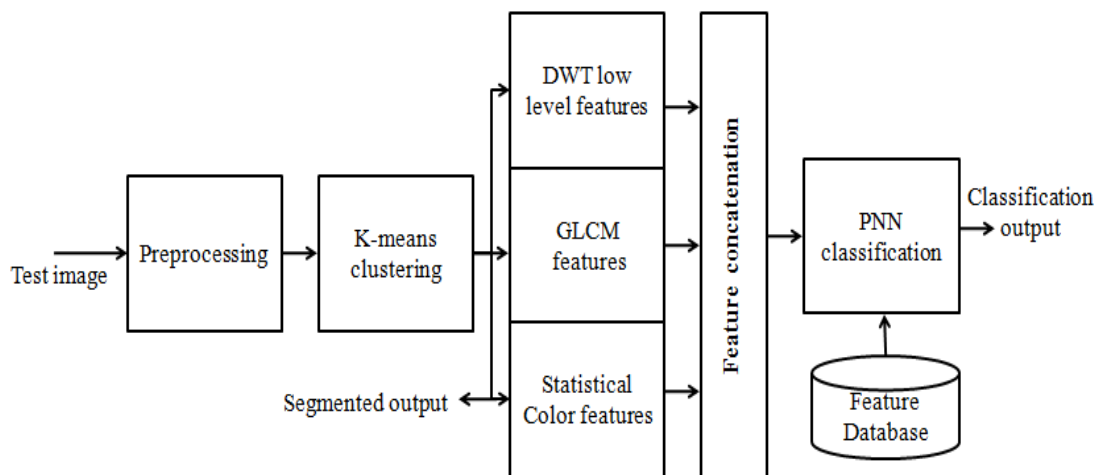 Test image
Preprocessing
K-means
clustering
Segmented output
DWT low
level features
GLCM
features
Statistical
Color features
Feature concatenation
PNN
classification
Classification
output
Feature
Database